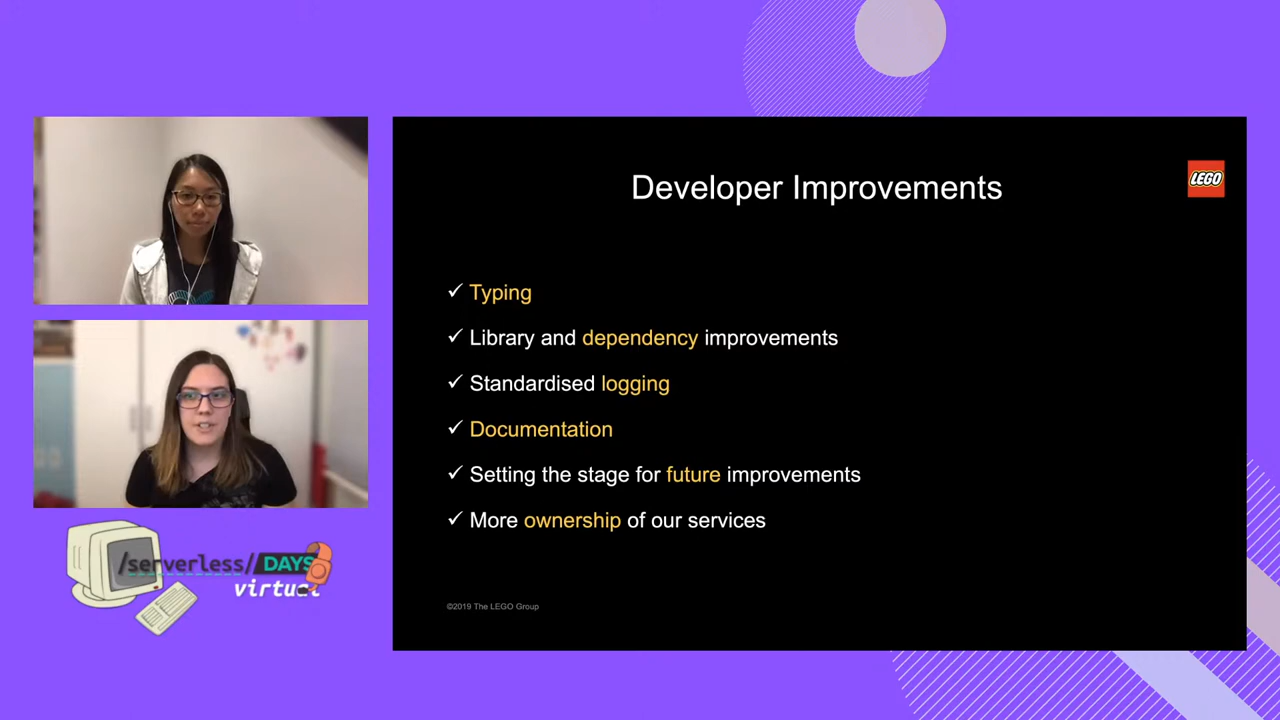 Developer Improvements
LEGO
✓ Typing
✓ Library and dependency improvements
✓ Standardised logging
✓ Documentation
✓ Setting the stage for future improvements
✓ More ownership of our services
©2019 The LEGO Group
/serverless/DAYS
virtual